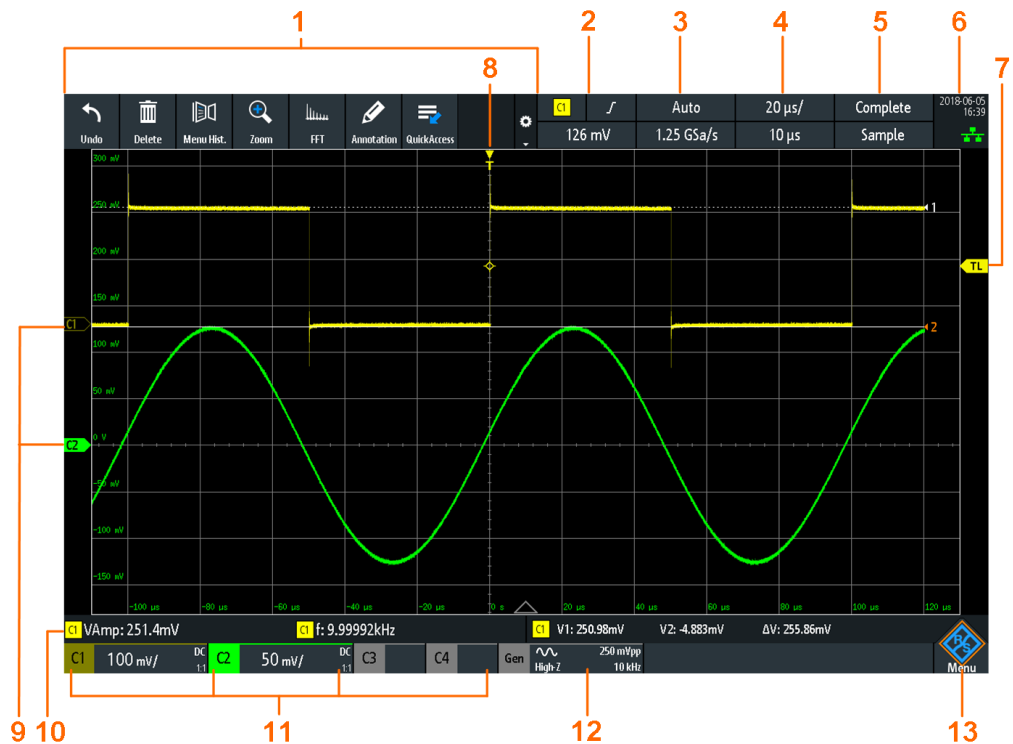 1
2
3
4
5
6
7
8
Undo
Delete
Menu Hist.
Zoom
FFT
Annotation
QuickAccess
C1
Auto
20 µs/
Complete
2018-06-05
16:39
126 mV
1.25 GSa/s
10 µs
Sample
T
300 mV
250 mV
200 mV
150 mV
100 mV
50 mV
0 V
-50 mV
-100 mV
-150 mV
1
TL
C1
2
C2
-100 µs
-80 µs
-60 µs
-40 µs
-20 µs
0 s
20 µs
40 µs
60 µs
80 µs
100 µs
120 µs
C1 VAmp: 251.4mV
C1 f: 9.99992kHz
C1 V1: 250.98mV V2: -4.883mV ΔV: 255.86mV
C1 100 mV/ DC 1:1
C2 50 mV/ DC 1:1
C3
C4
Gen High-Z 250 mVpp 10 kHz
R&S
Menu
9
10
11
12
13